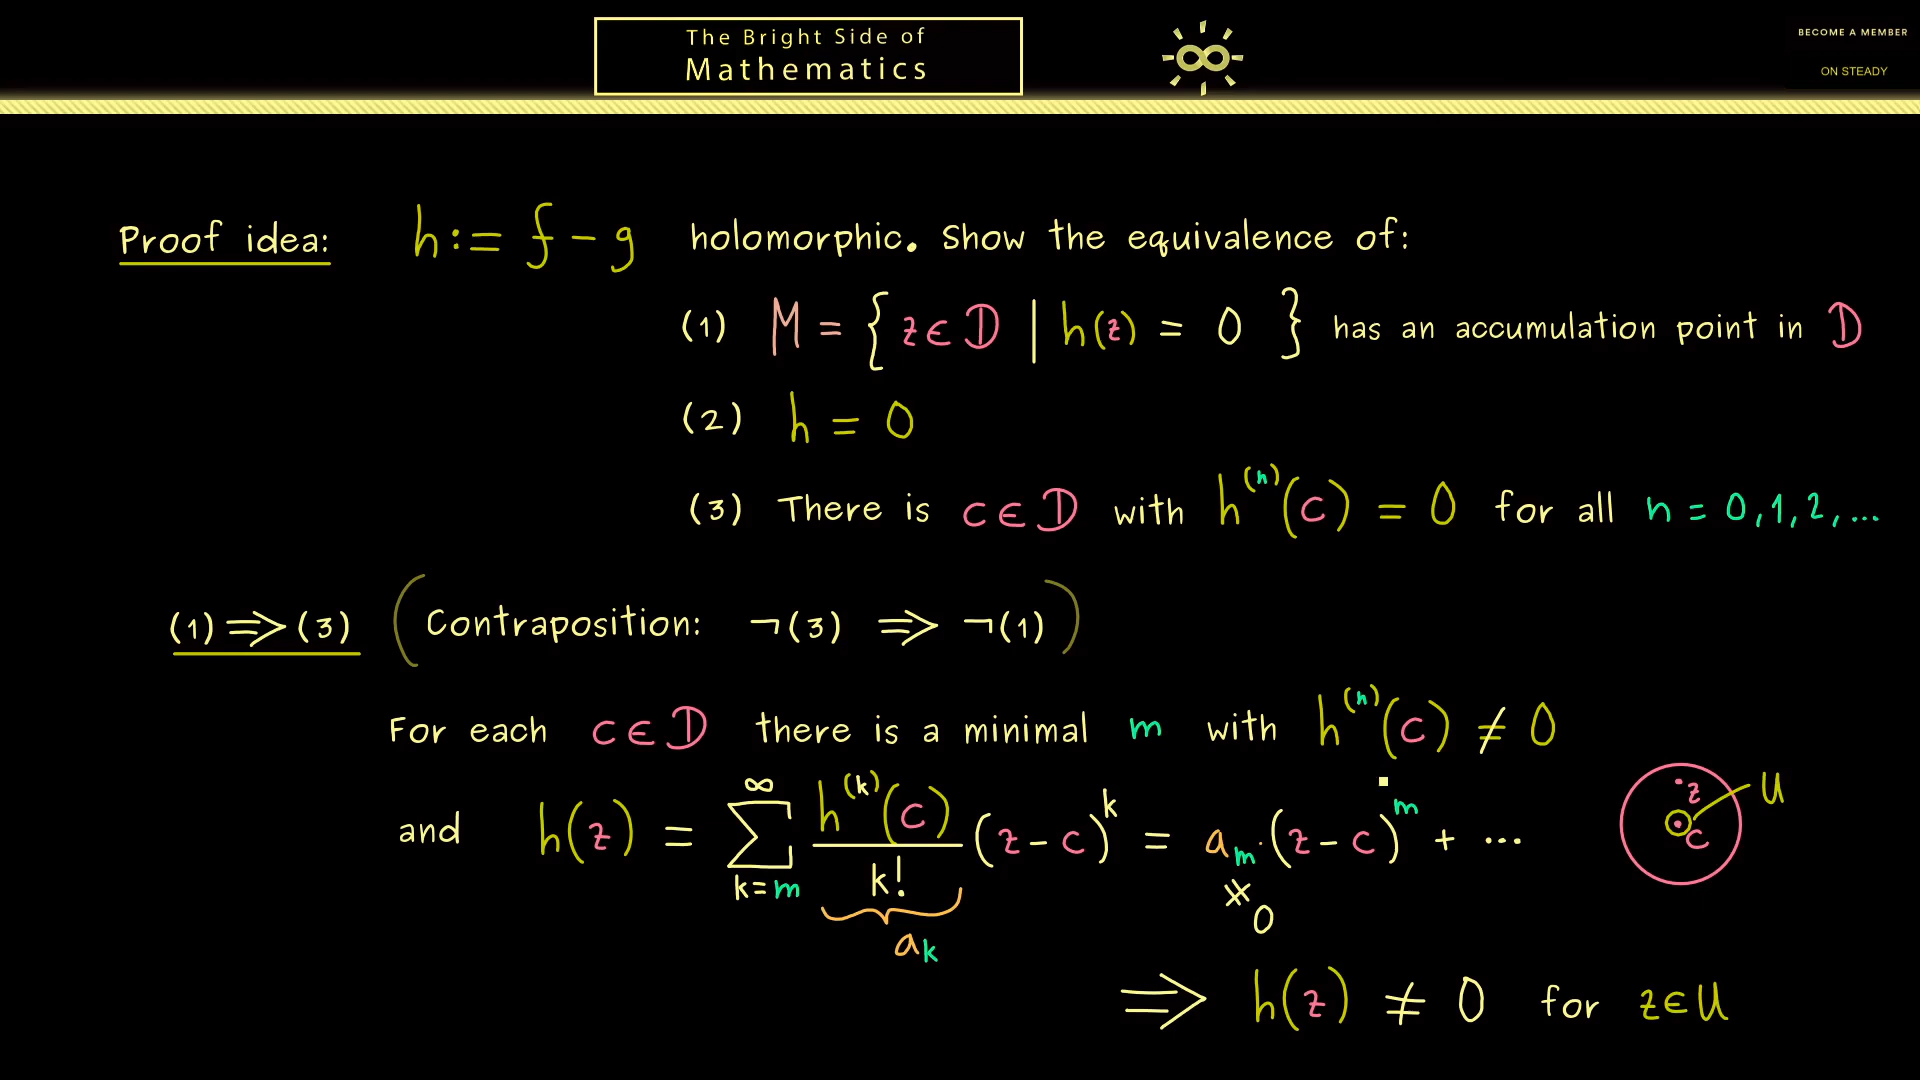 The Bright Side of
Mathematics
BECOME A MEMBER
ON STEADY
Proof idea: h := f - g holomorphic. Show the equivalence of:
(1) M = { z ∈ D | h(z) = 0 } has an accumulation point in D
(2) h = 0
(3) There is c ∈ D with h^(n)(c) = 0 for all n = 0, 1, 2, ...
(1) ⟹ (3) (Contraposition: ¬(3) ⟹ ¬(1))
For each c ∈ D there is a minimal m with h^(n)(c) ≠ 0
and h(z) = ∑_{k=m}^{∞} h^(k)(c)/k! (z-c)^k = a_m · (z-c)^m + ...
a_k
≠ 0
z
U
c
⟹ h(z) ≠ 0 for z ∈ U